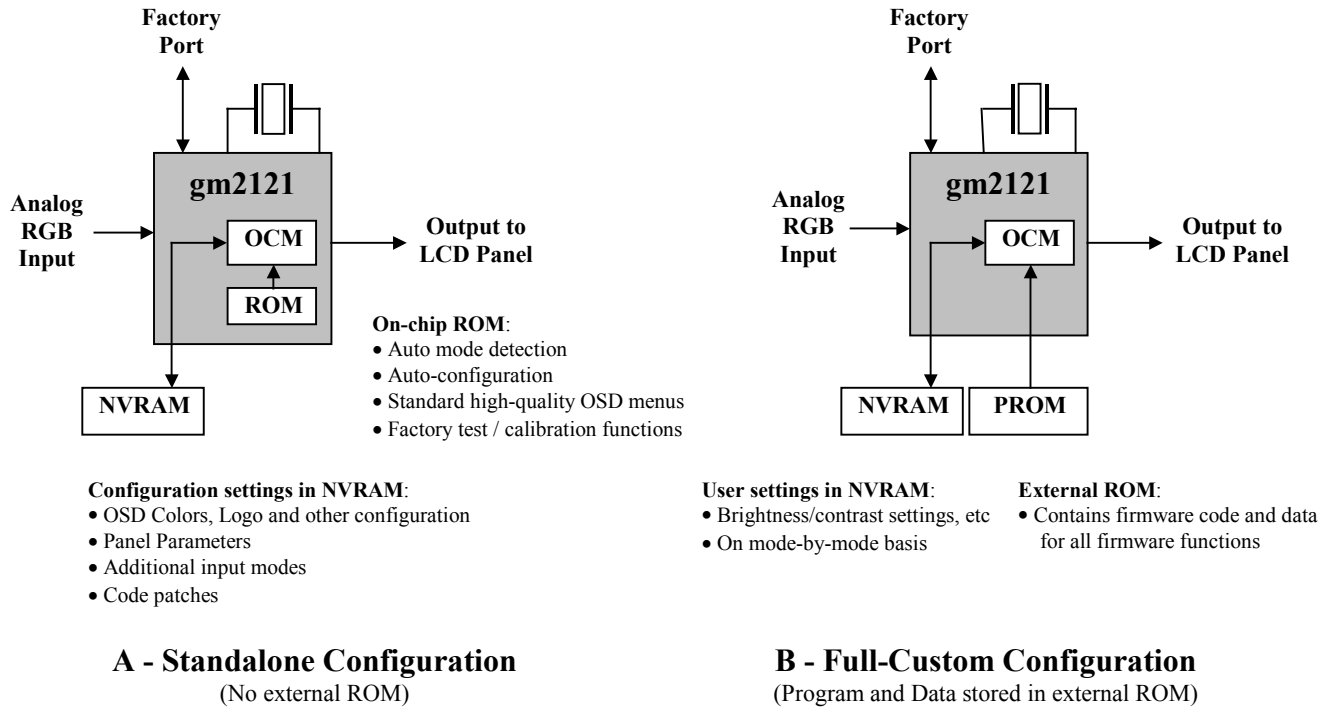 Factory
Port
gm2121
Analog
RGB
Input
OCM
ROM
Output to
LCD Panel
NVRAM
On-chip ROM:
• Auto mode detection
• Auto-configuration
• Standard high-quality OSD menus
• Factory test / calibration functions
Configuration settings in NVRAM:
• OSD Colors, Logo and other configuration
• Panel Parameters
• Additional input modes
• Code patches
A - Standalone Configuration
(No external ROM)
Factory
Port
gm2121
Analog
RGB
Input
OCM
Output to
LCD Panel
NVRAM
PROM
User settings in NVRAM:
• Brightness/contrast settings, etc
• On mode-by-mode basis
External ROM:
• Contains firmware code and data
for all firmware functions
B - Full-Custom Configuration
(Program and Data stored in external ROM)